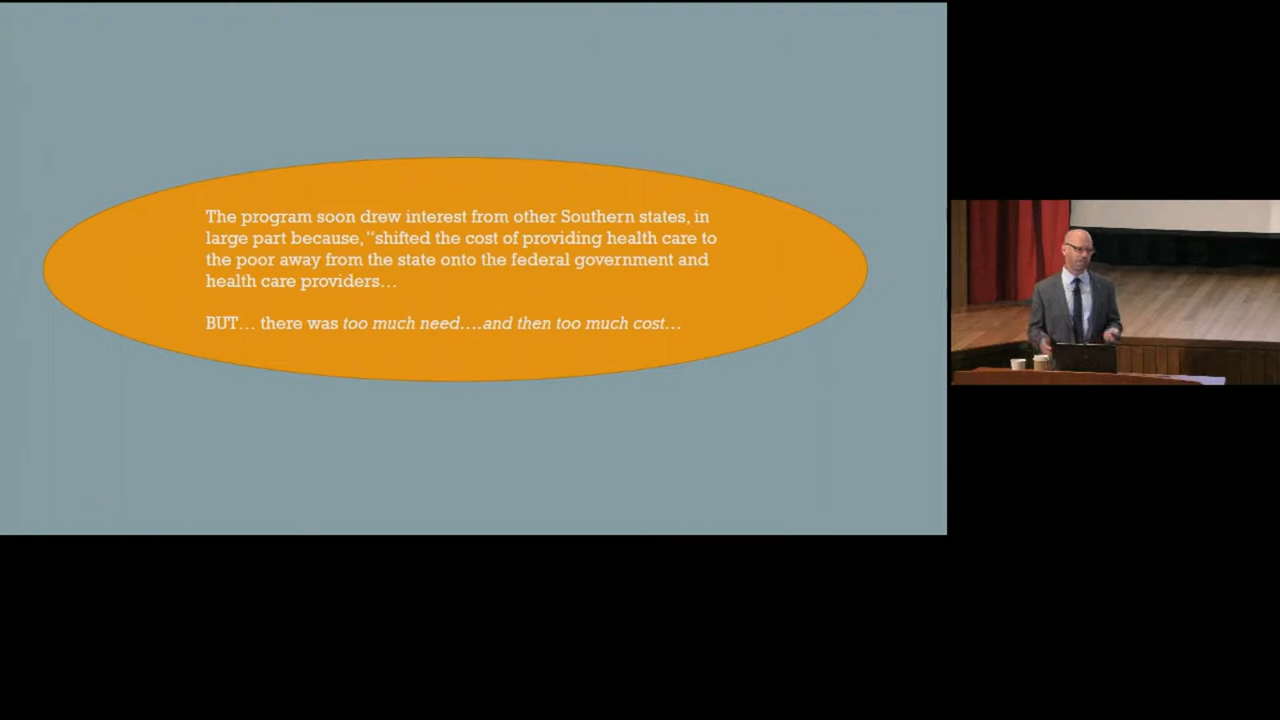 The program soon drew interest from other Southern states, in
large part because, “shifted the cost of providing health care to
the poor away from the state onto the federal government and
health care providers…
BUT… there was too much need….and then too much cost…